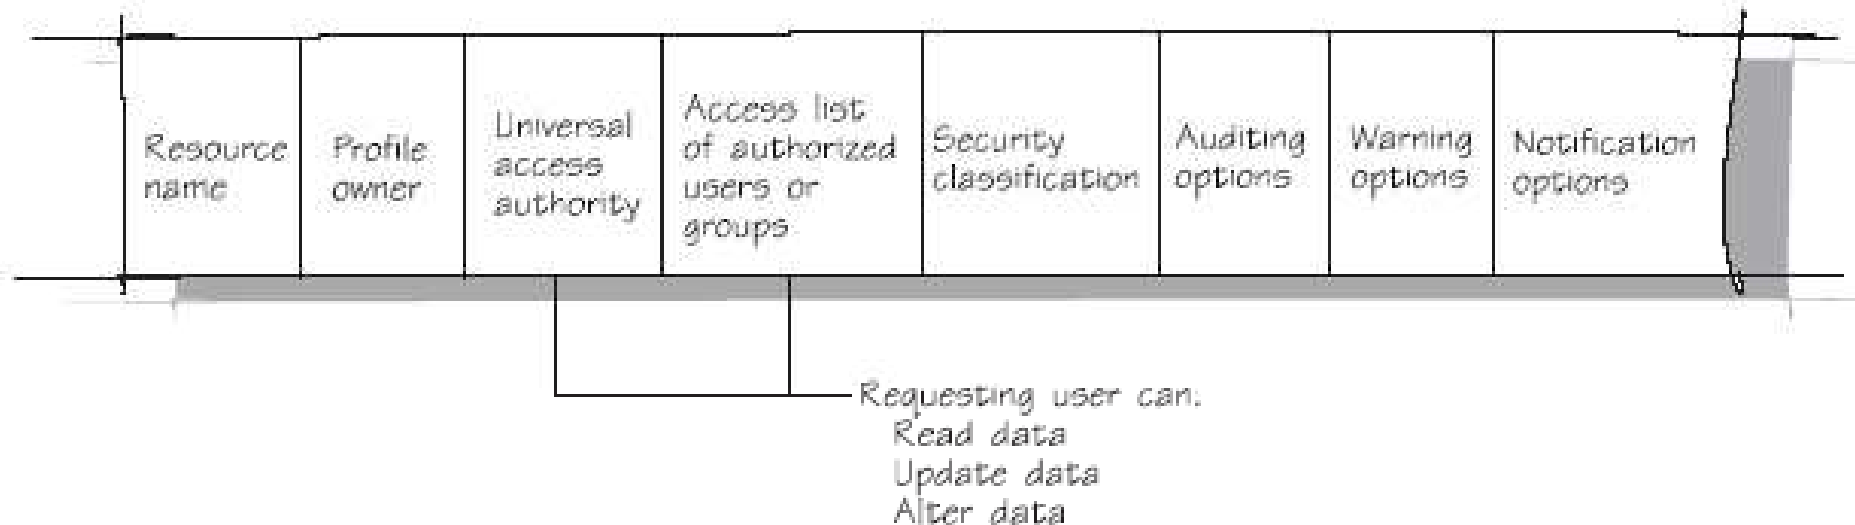 Resource
name
Profile
owner
Universal
access
authority
Access list
of authorized
users or
groups
Security
classification
Auditing
options
Warning
options
Notification
options
Requesting user can:
Read data
Update data
Alter data